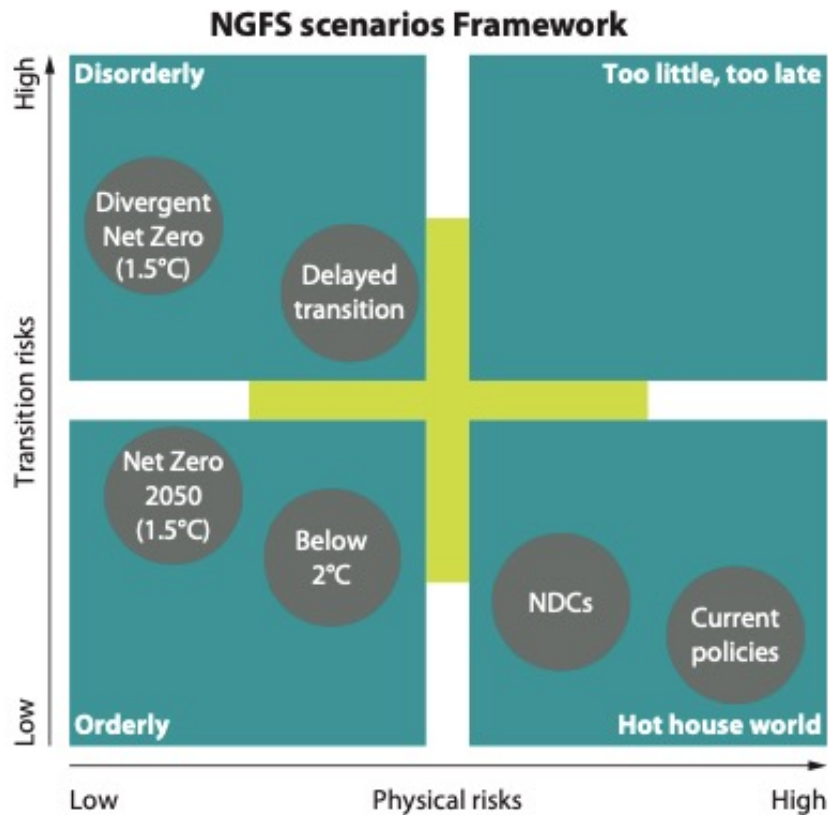 NGFS scenarios Framework
High
Transition risks
Low
Disorderly
Too little, too late
Divergent
Net Zero
(1.5°C)
Delayed
transition
Net Zero
2050
(1.5°C)
Below
2°C
NDCs
Current
policies
Orderly
Hot house world
Low
Physical risks
High